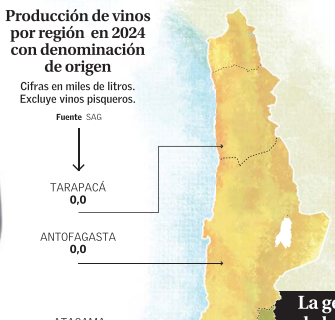 Producción de vinos
por región en 2024
con denominación
de origen
Cifras en miles de litros.
Excluye vinos pisqueros.
Fuente SAG
TARAPACÁ
0,0
ANTOFAGASTA
0,0
La